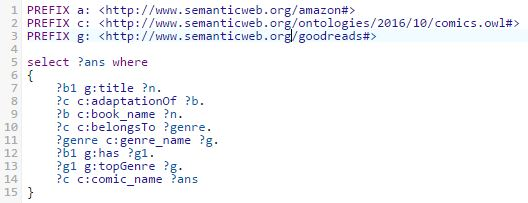 1 PREFIX a: <http://www.semanticweb.org/amazon#>
2 PREFIX c: <http://www.semanticweb.org/ontologies/2016/10/comics.owl#>
3 PREFIX g: <http://www.semanticweb.org/goodreads#>
4
5 select ?ans where
6 {
7 ?b1 g:title ?n.
8 ?c c:adaptationOf ?b.
9 ?b c:book_name ?n.
10 ?c c:belongsTo ?genre.
11 ?genre c:genre_name ?g.
12 ?b1 g:has ?g1.
13 ?g1 g:topGenre ?g.
14 ?c c:comic_name ?ans
15 }